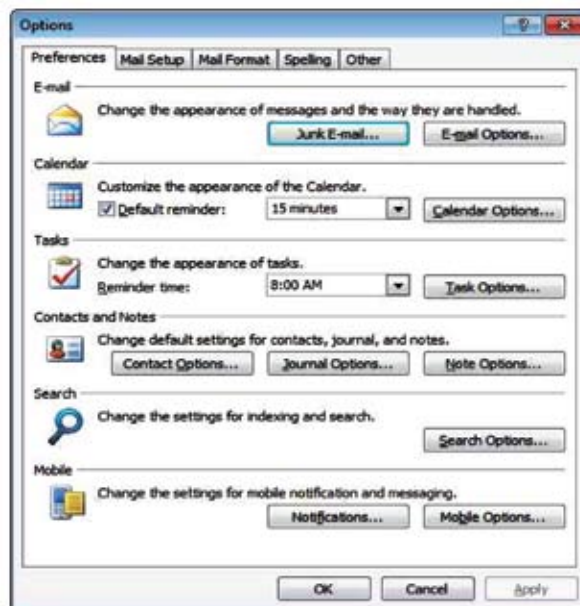 Options
Preferences Mail Setup Mail Format Spelling Other
E-mail
Change the appearance of messages and the way they are handled.
Junk E-mail... E-mail Options...
Calendar
Customize the appearance of the Calendar.
Default reminder: 15 minutes Calendar Options...
Tasks
Change the appearance of tasks.
Reminder time: 8:00 AM Task Options...
Contacts and Notes
Change default settings for contacts, journal, and notes.
Contact Options... Journal Options... Note Options...
Search
Change the settings for indexing and search.
Search Options...
Mobile
Change the settings for mobile notification and messaging.
Notifications... Mobile Options...
OK Cancel Apply